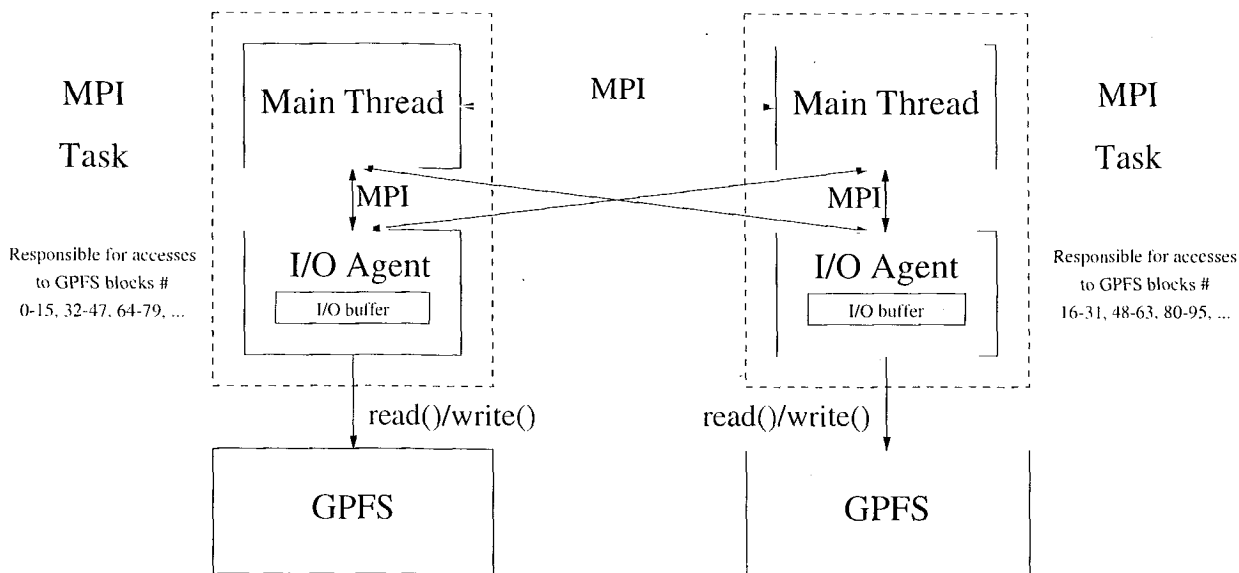 MPI
Task
Responsible for accesses
to GPFS blocks #
0-15, 32-47, 64-79, ...
Main Thread
MPI
I/O Agent
I/O buffer
read()/write()
GPFS
MPI
Main Thread
MPI
I/O Agent
I/O buffer
read()/write()
GPFS
MPI
Task
Responsible for accesses
to GPFS blocks #
16-31, 48-63, 80-95, ...